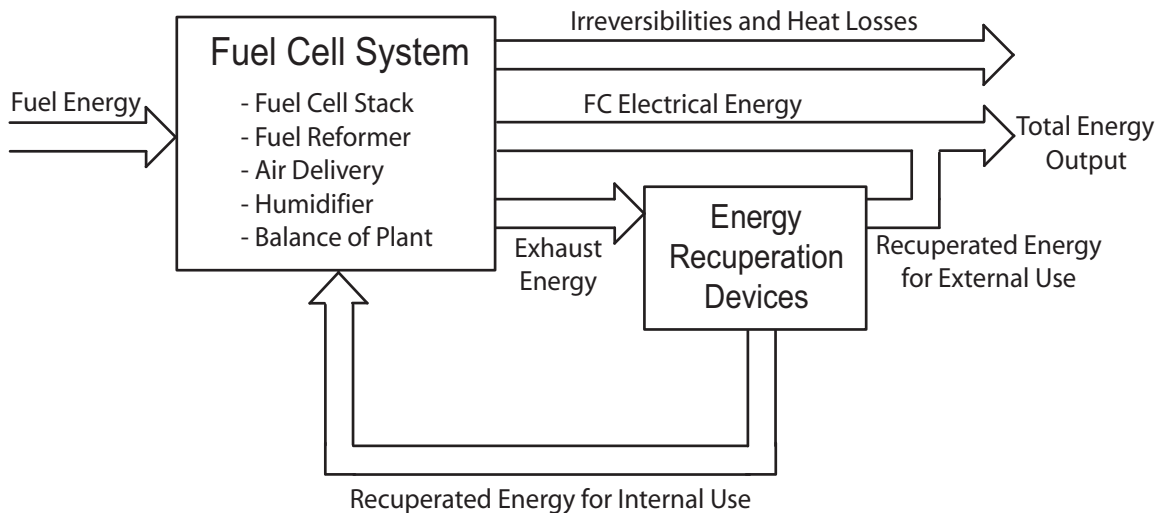 Irreversibilities and Heat Losses
Fuel Cell System
Fuel Energy
- Fuel Cell Stack
- Fuel Reformer
- Air Delivery
- Humidifier
- Balance of Plant
FC Electrical Energy
Total Energy
Output
Exhaust
Energy
Energy
Recuperation
Devices
Recuperated Energy
for External Use
Recuperated Energy for Internal Use